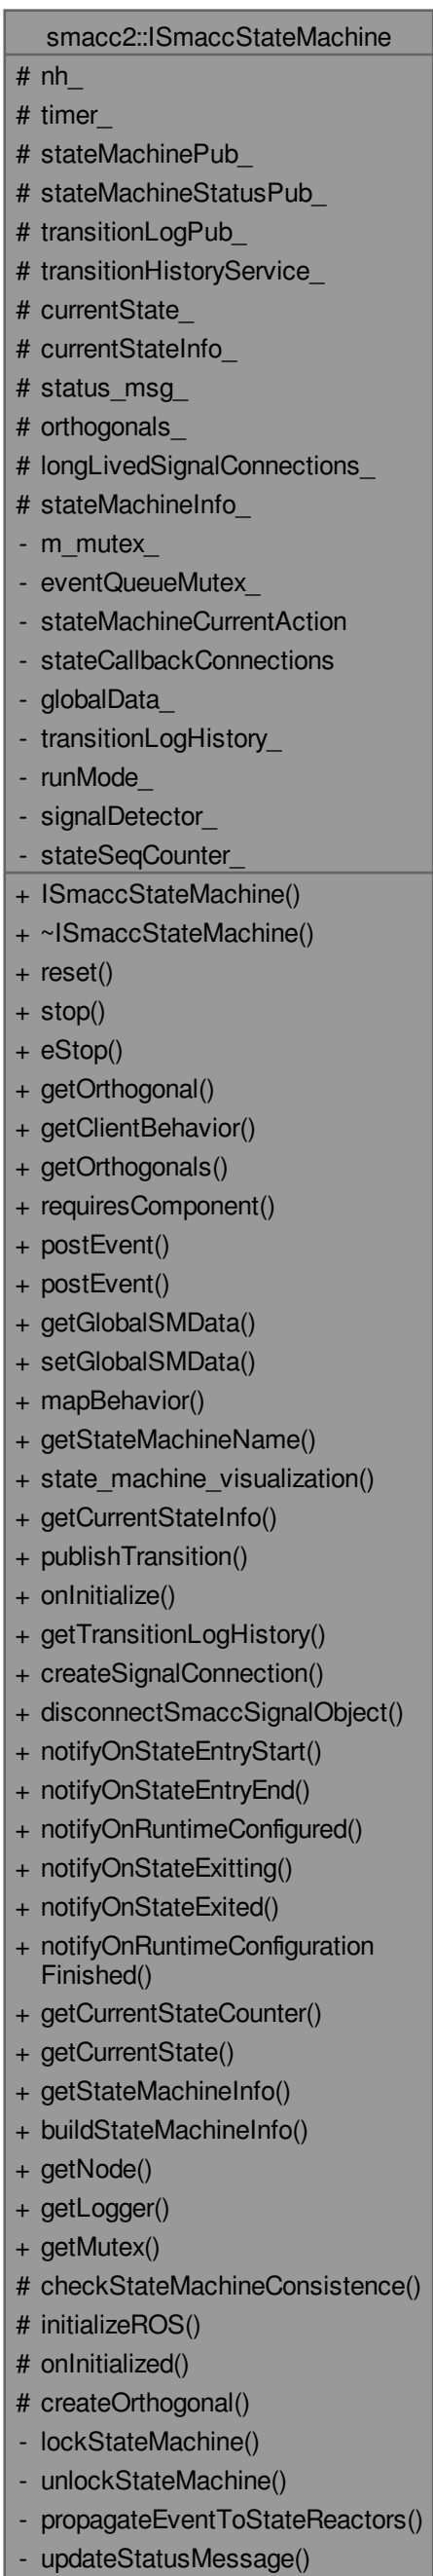 smacc2::ISmaccStateMachine
# nh_
# timer_
# stateMachinePub_
# stateMachineStatusPub_
# transitionLogPub_
# transitionHistoryService_
# currentState_
# currentStateInfo_
# status_msg_
# orthogonals_
# longLivedSignalConnections_
# stateMachineInfo_
- m_mutex_
- eventQueueMutex_
- stateMachineCurrentAction
- stateCallbackConnections
- globalData_
- transitionLogHistory_
- runMode_
- signalDetector_
- stateSeqCounter_
+ ISmaccStateMachine()
+ ~ISmaccStateMachine()
+ reset()
+ stop()
+ eStop()
+ getOrthogonal()
+ getClientBehavior()
+ getOrthogonals()
+ requiresComponent()
+ postEvent()
+ postEvent()
+ getGlobalSMData()
+ setGlobalSMData()
+ mapBehavior()
+ getStateMachineName()
+ state_machine_visualization()
+ getCurrentStateInfo()
+ publishTransition()
+ onInitialize()
+ getTransitionLogHistory()
+ createSignalConnection()
+ disconnectSmaccSignalObject()
+ notifyOnStateEntryStart()
+ notifyOnStateEntryEnd()
+ notifyOnRuntimeConfigured()
+ notifyOnStateExitting()
+ notifyOnStateExited()
+ notifyOnRuntimeConfiguration
Finished()
+ getCurrentStateCounter()
+ getCurrentState()
+ getStateMachineInfo()
+ buildStateMachineInfo()
+ getNode()
+ getLogger()
+ getMutex()
# checkStateMachineConsistence()
# initializeROS()
# onInitialized()
# createOrthogonal()
- lockStateMachine()
- unlockStateMachine()
- propagateEventToStateReactors()
- updateStatusMessage()